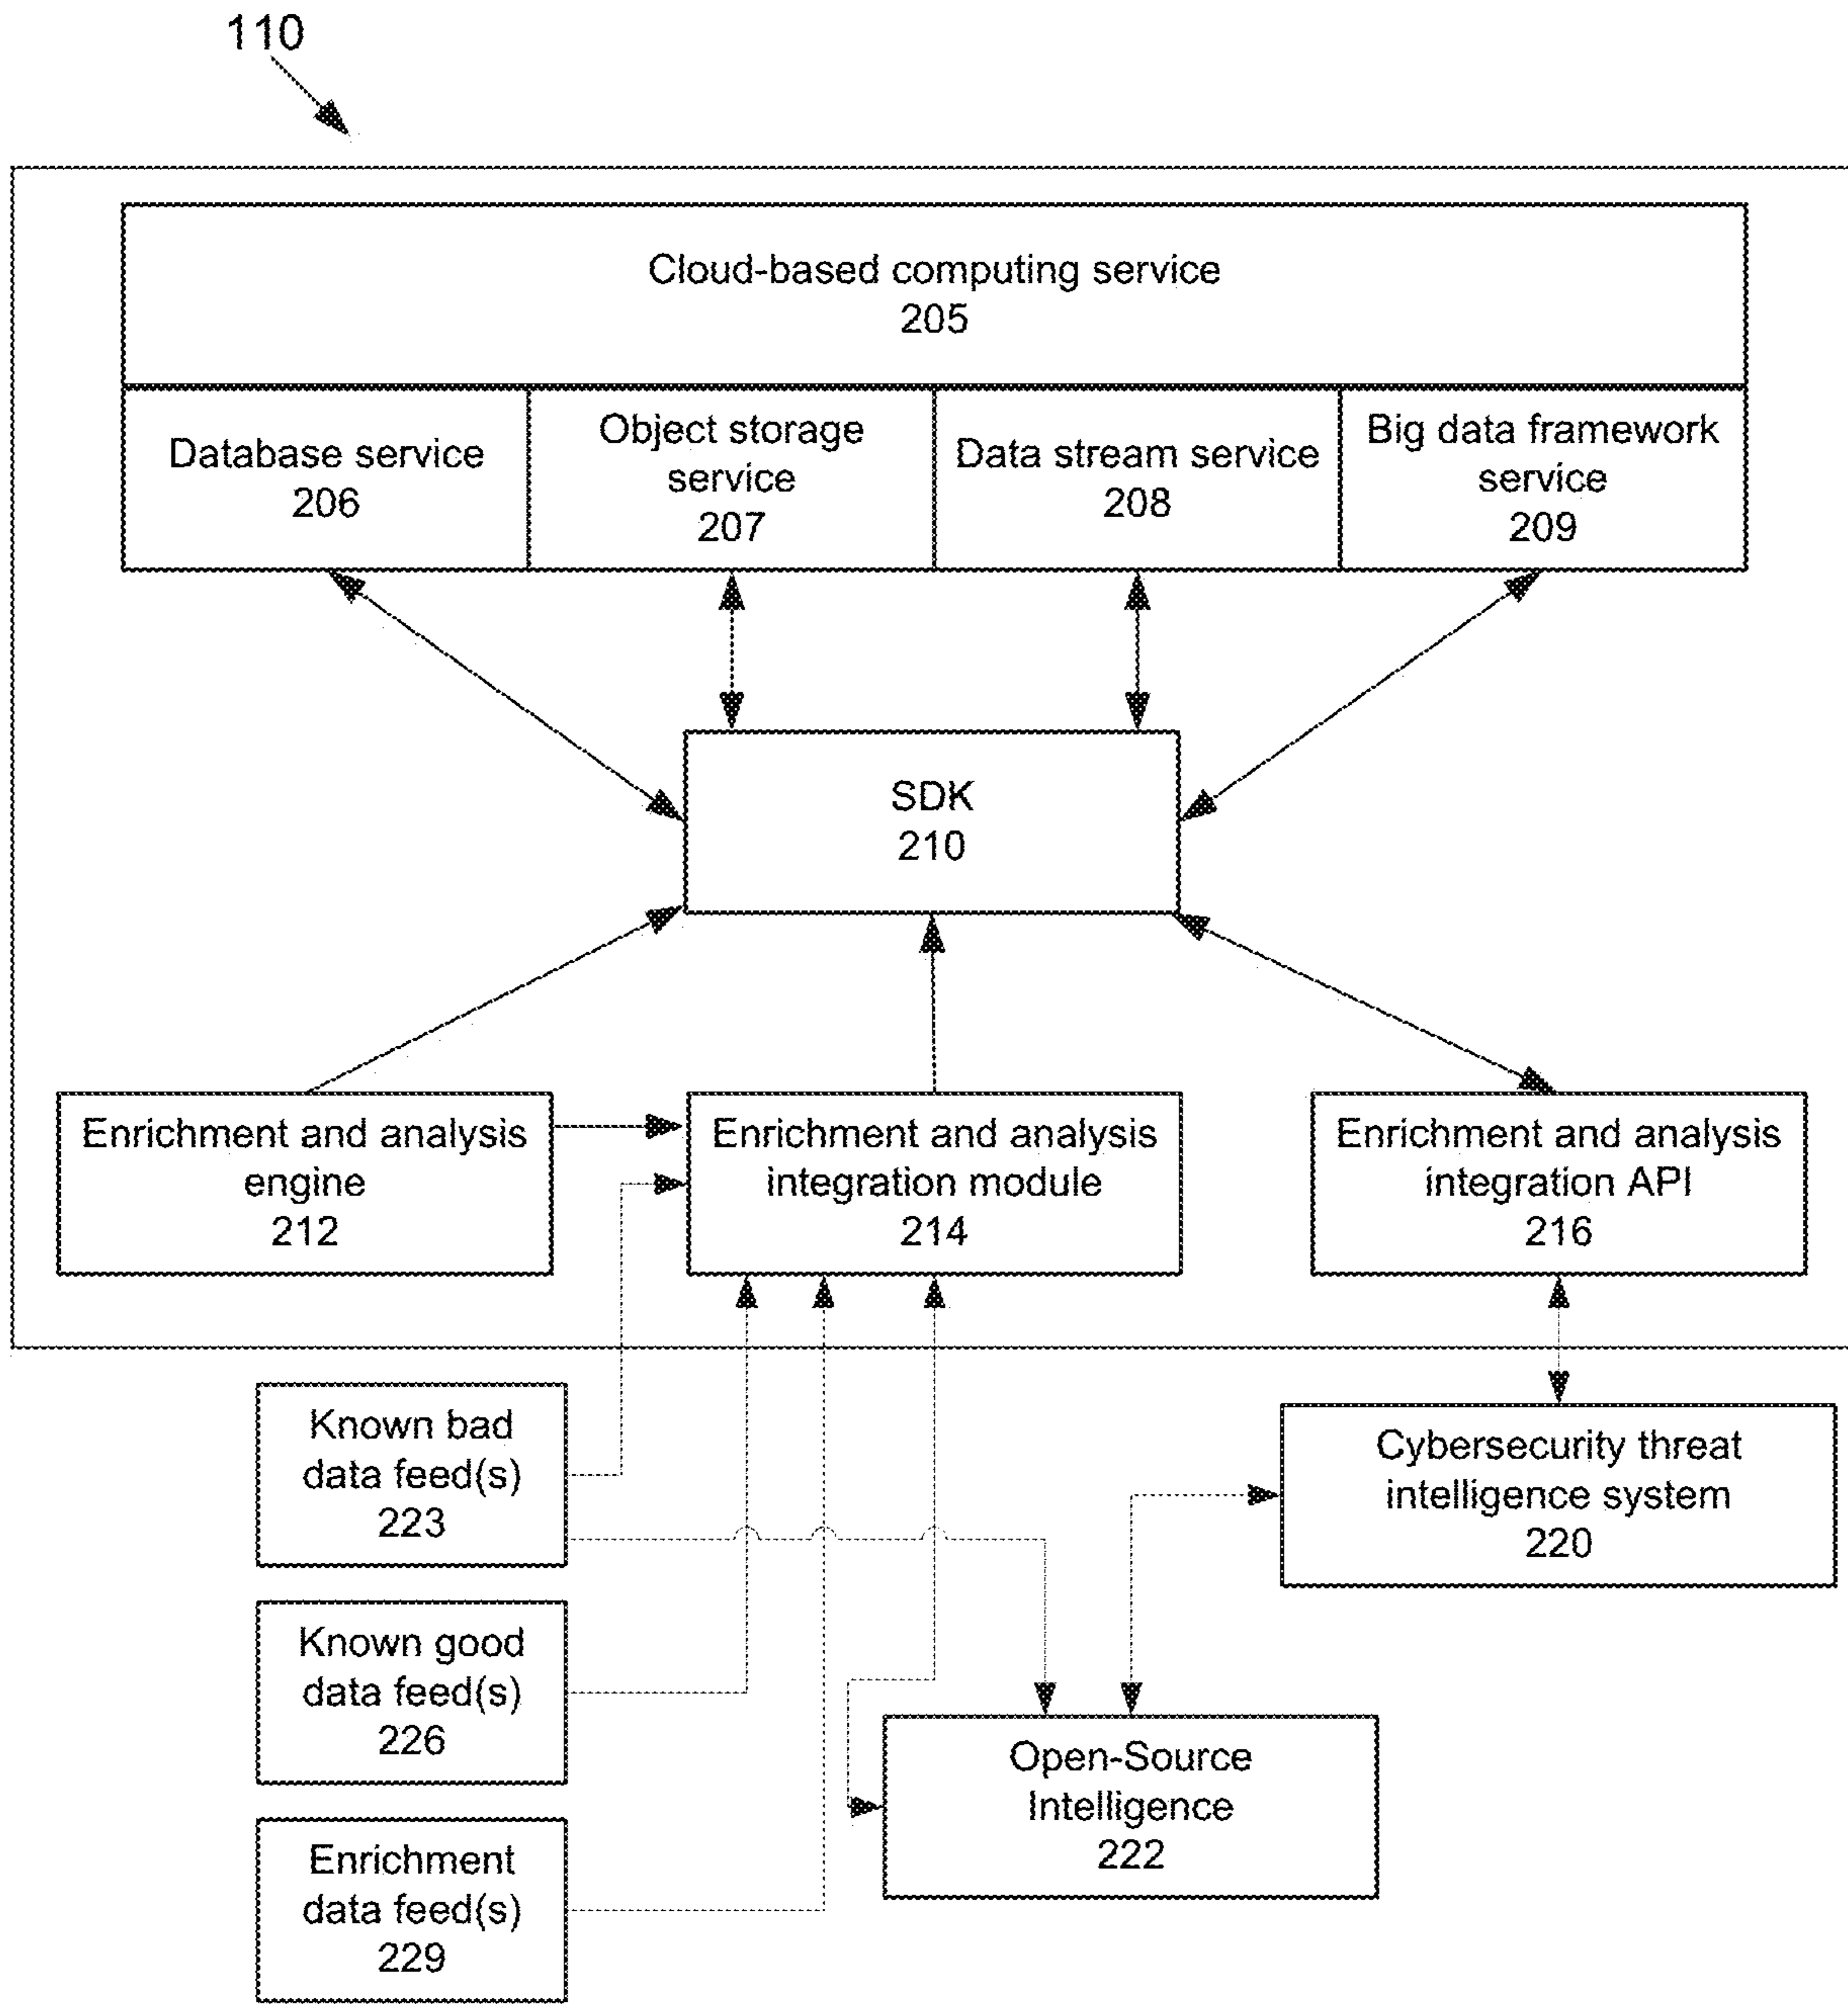 110
Cloud-based computing service
205
Database service
206
Object storage
service
207
Data stream service
208
Big data framework
service
209
SDK
210
Enrichment and analysis
engine
212
Enrichment and analysis
integration module
214
Enrichment and analysis
integration API
216
Known bad
data feed(s)
223
Cybersecurity threat
intelligence system
220
Known good
data feed(s)
226
Open-Source
Intelligence
222
Enrichment
data feed(s)
229